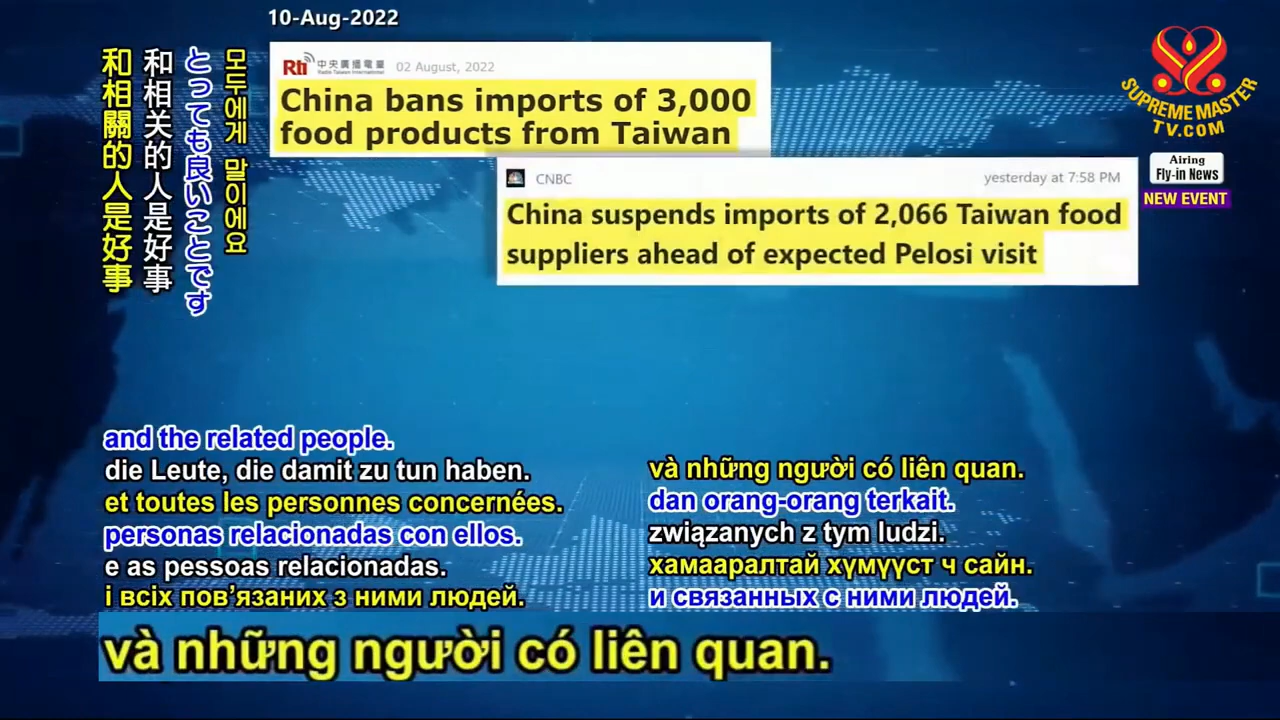 10-Aug-2022
Rti 中央廣播電臺 Radio Taiwan International 02 August, 2022
China bans imports of 3,000
food products from Taiwan
CNBC yesterday at 7:58 PM
China suspends imports of 2,066 Taiwan food
suppliers ahead of expected Pelosi visit
SUPREME MASTER
TV.COM
Airing
Fly-in News
NEW EVENT
모두에게 말이에요
とっても良いことです
和相关的人是好事
和相關的人是好事
and the related people.
die Leute, die damit zu tun haben.
et toutes les personnes concernées.
personas relacionadas con ellos.
e as pessoas relacionadas.
і всіх пов’язаних з ними людей.
và những người có liên quan.
dan orang-orang terkait.
związanych z tym ludzi.
хамааралтай хүмүүст ч сайн.
и связанных с ними людей.
và những người có liên quan.